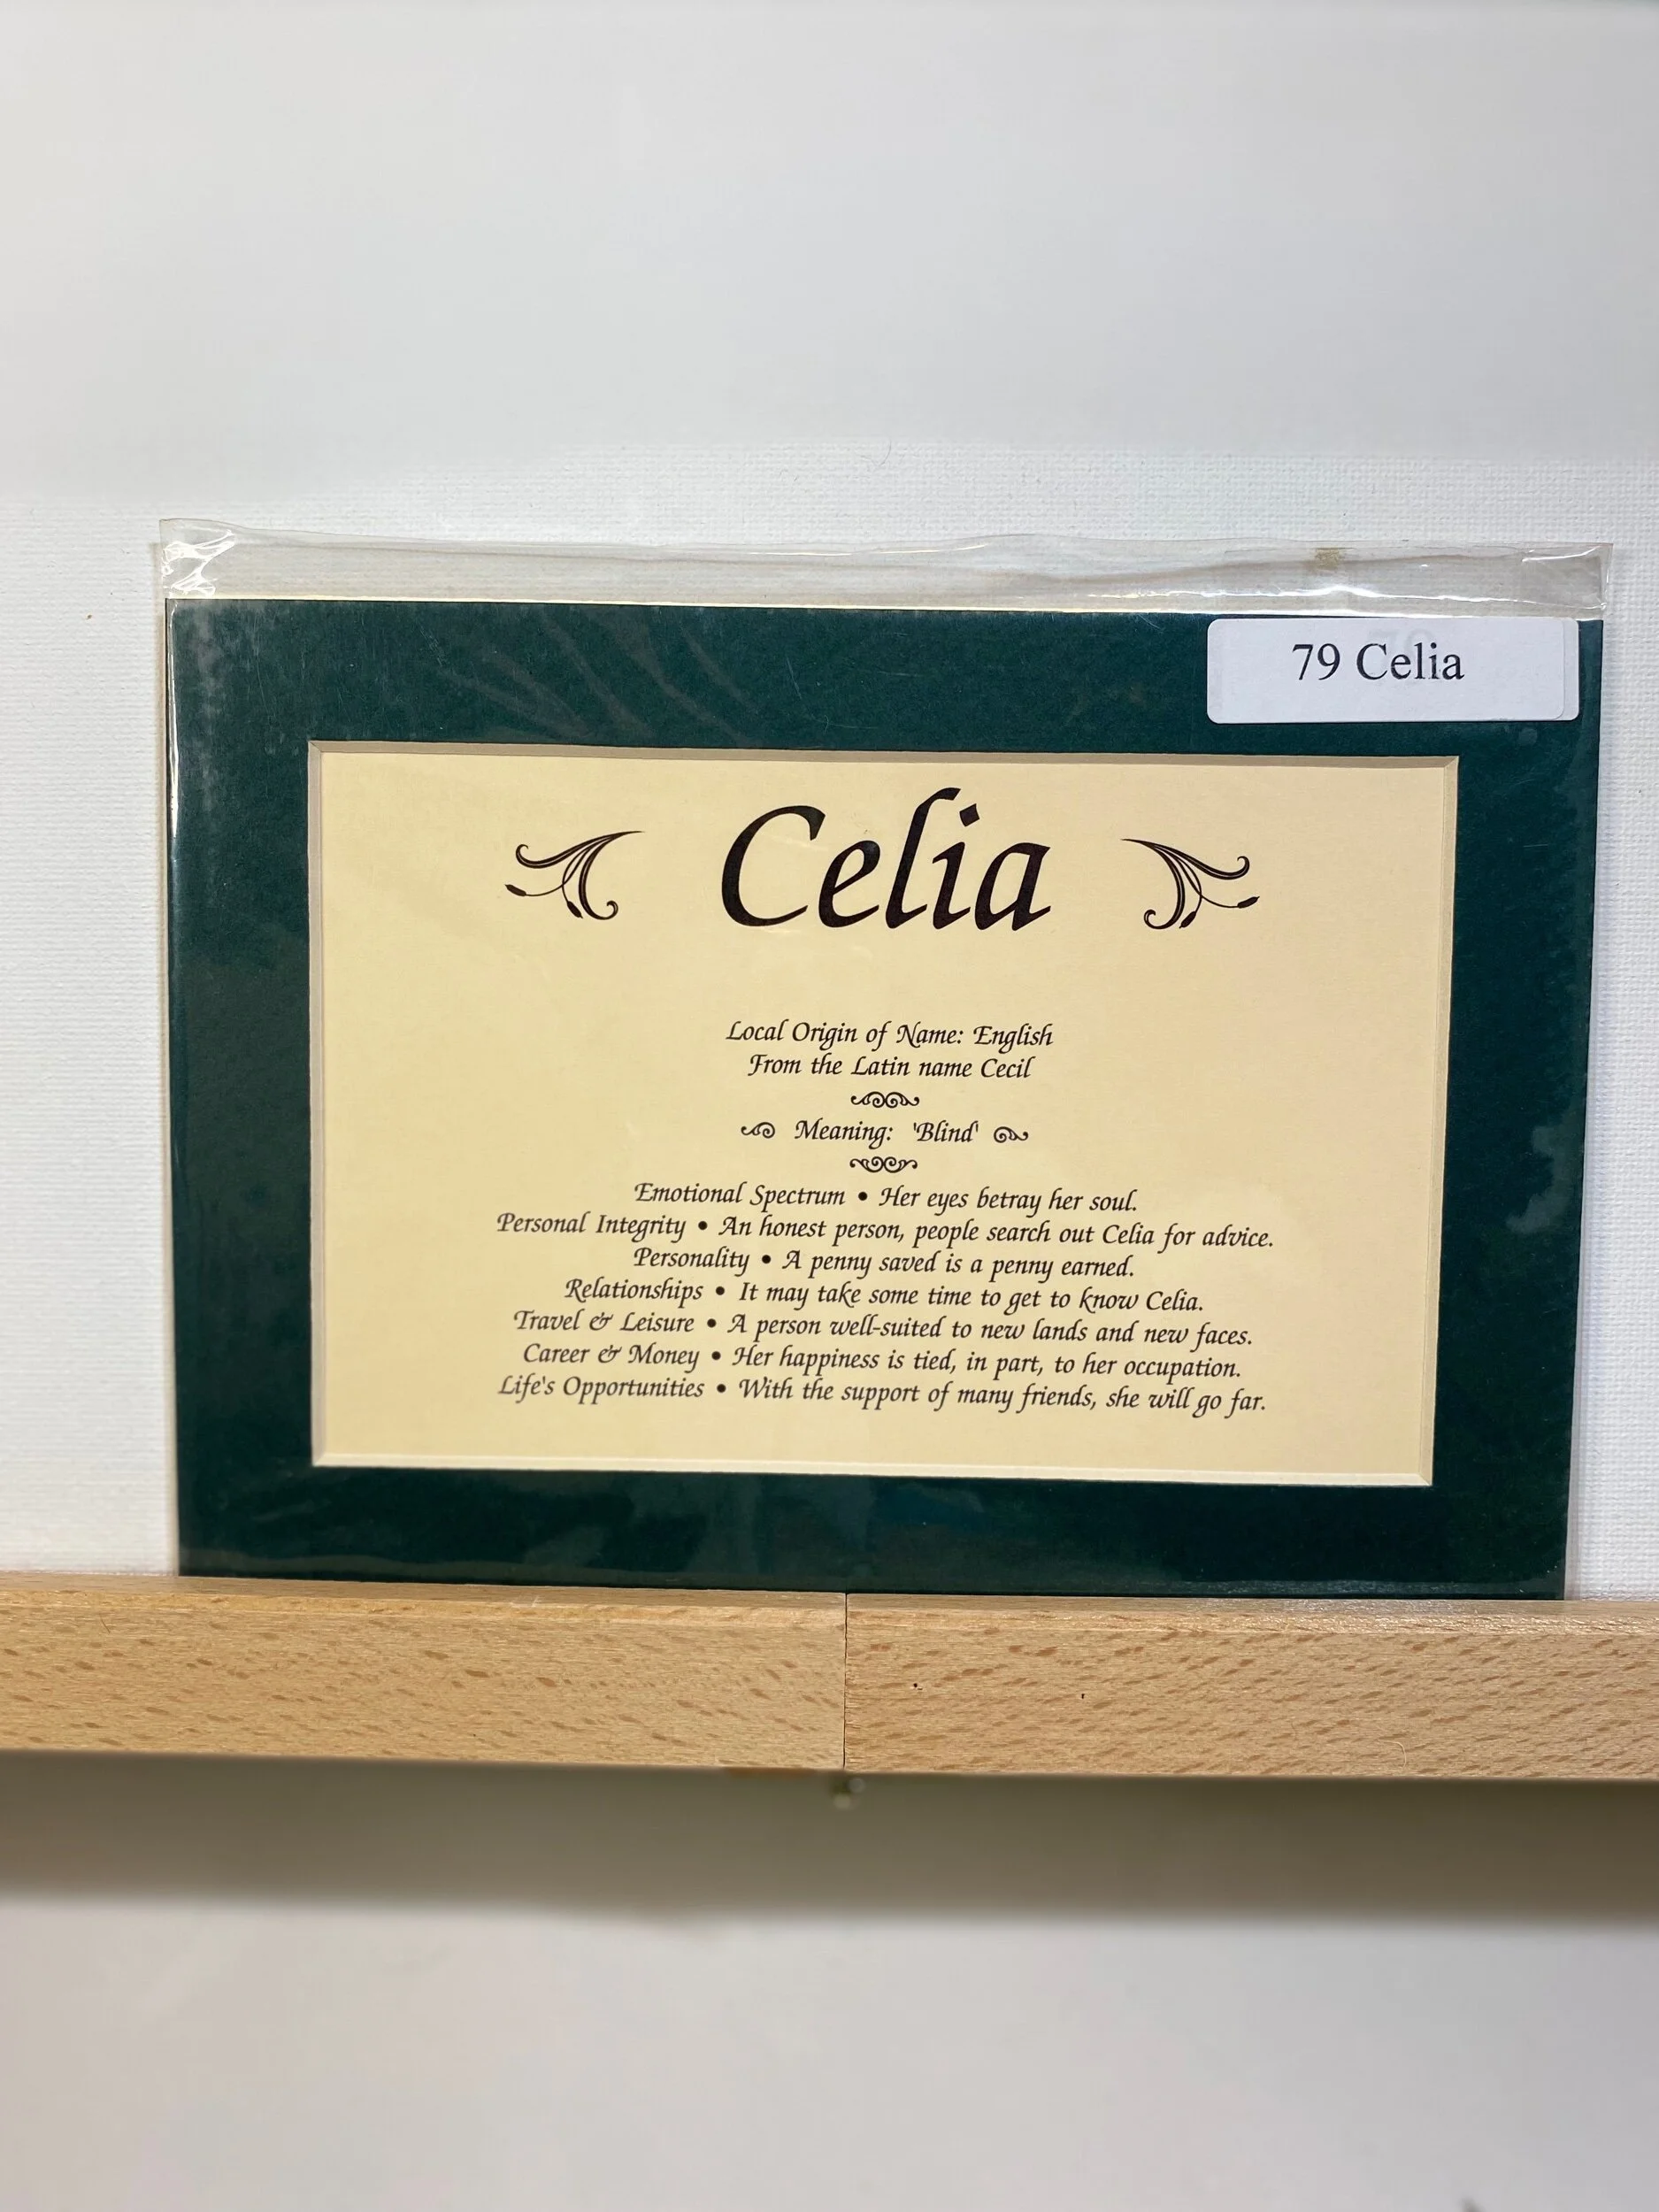 79 Celia
Celia
Local Origin of Name: English
From the Latin name Cecil
Meaning: 'Blind'
Emotional Spectrum • Her eyes betray her soul.
Personal Integrity • An honest person, people search out Celia for advice.
Personality • A penny saved is a penny earned.
Relationships • It may take some time to get to know Celia.
Travel & Leisure • A person well-suited to new lands and new faces.
Career & Money • Her happiness is tied, in part, to her occupation.
Life's Opportunities • With the support of many friends, she will go far.